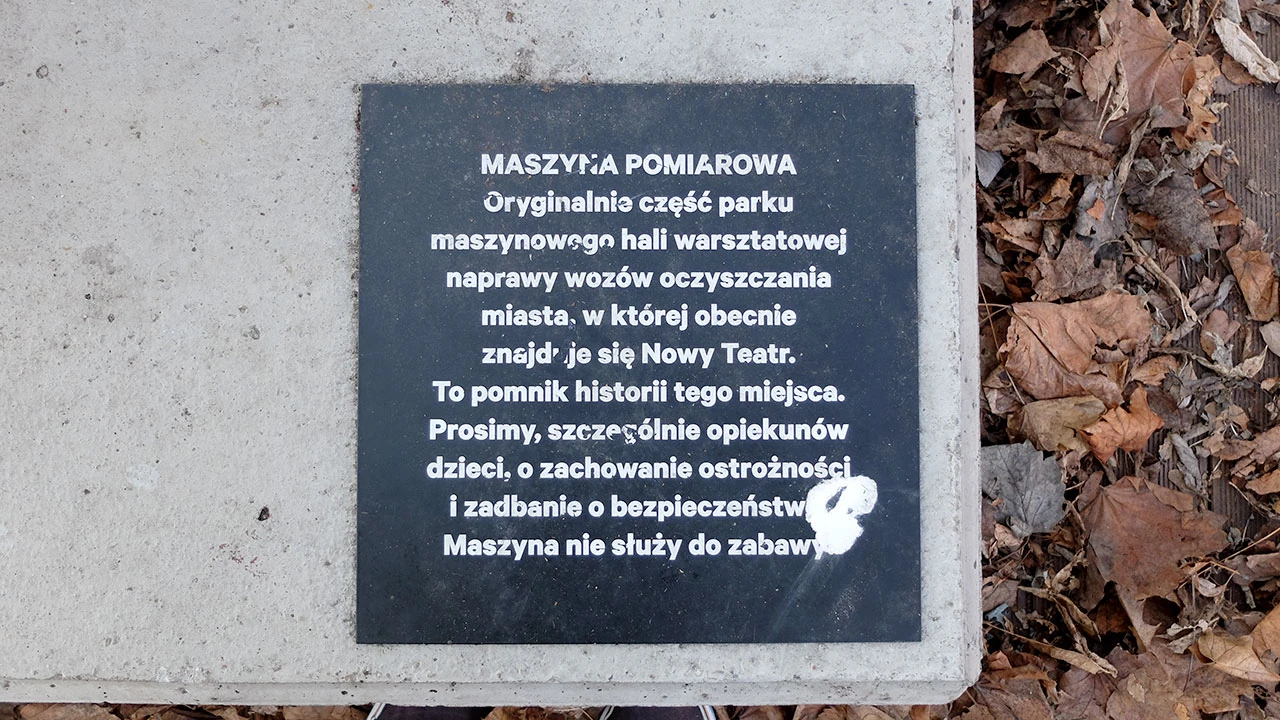 MASZYNA POMIAROWA
Oryginalnie część parku
maszynowego hali warsztatowej
naprawy wozów oczyszczania
miasta, w której obecnie
znajduje się Nowy Teatr.
To pomnik historii tego miejsca.
Prosimy, szczególnie opiekunów
dzieci, o zachowanie ostrożności
i zadbanie o bezpieczeństwo.
Maszyna nie służy do zabawy.